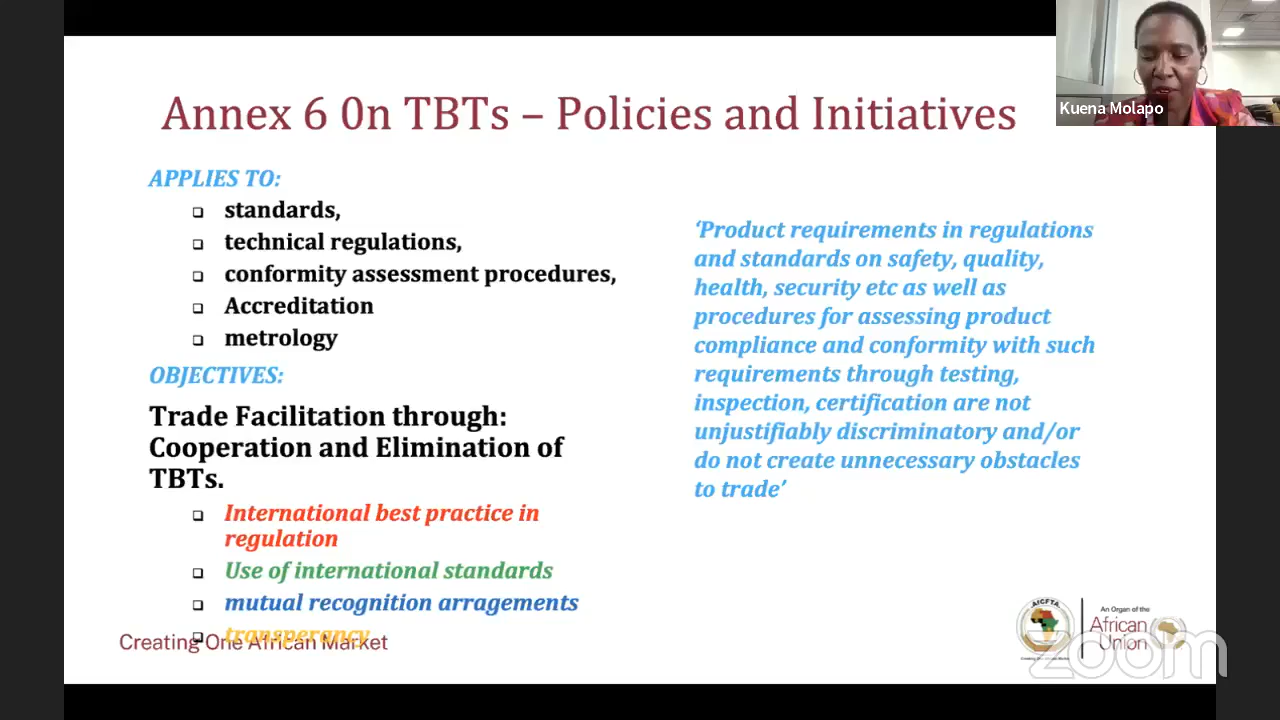 Annex 6 0n TBTs – Policies and Initiatives
Kuena Molapo
APPLIES TO:
standards,
technical regulations,
conformity assessment procedures,
Accreditation
metrology
OBJECTIVES:
Trade Facilitation through:
Cooperation and Elimination of
TBTs.
International best practice in
regulation
Use of international standards
mutual recognition arragements
transperancy
‘Product requirements in regulations
and standards on safety, quality,
health, security etc as well as
procedures for assessing product
compliance and conformity with such
requirements through testing,
inspection, certification are not
unjustifiably discriminatory and/or
do not create unnecessary obstacles
to trade’
Creating One African Market
AfCFTA
An Organ of the
African
Union
zoom